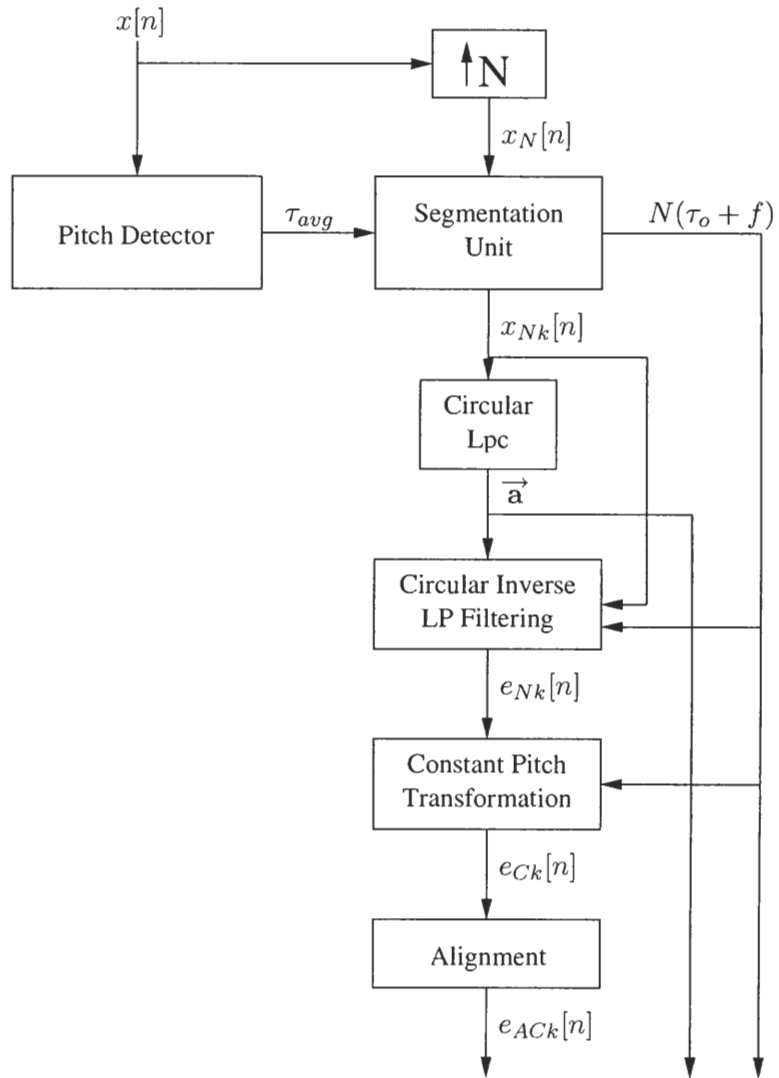 x[n]
↑N
x_N[n]
Pitch Detector
τ_avg
Segmentation
Unit
N(τ_o + f)
x_Nk[n]
Circular
Lpc
a⃗
Circular Inverse
LP Filtering
e_Nk[n]
Constant Pitch
Transformation
e_Ck[n]
Alignment
e_ACk[n]